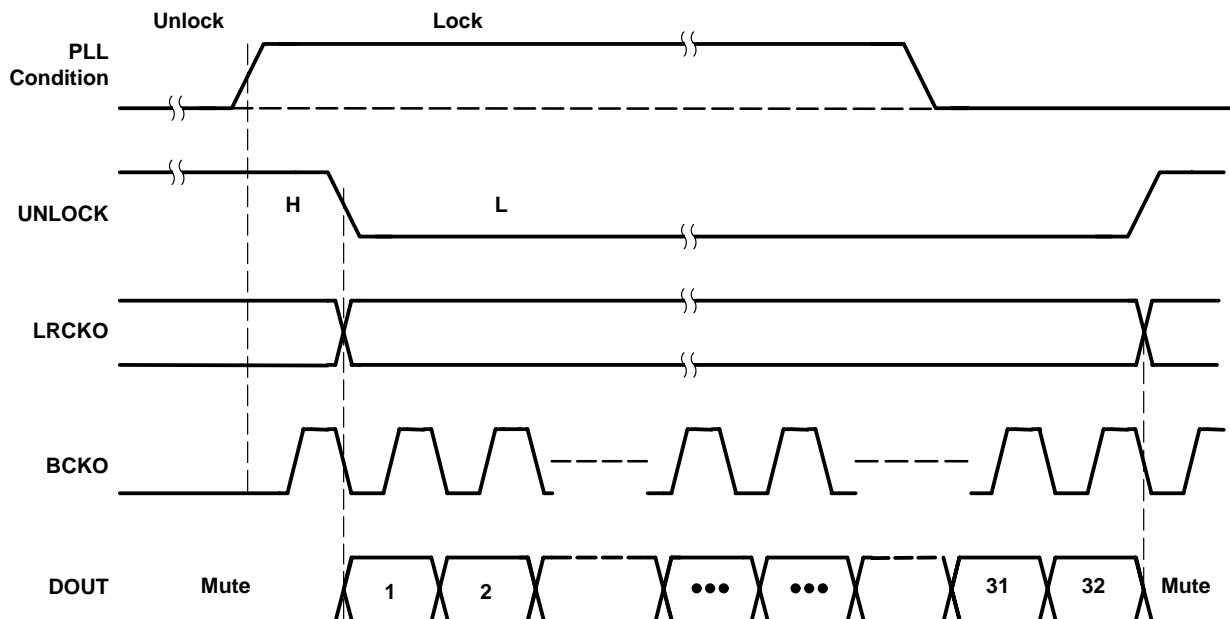 Unlock
Lock
PLL
Condition
UNLOCK
H
L
LRCKO
BCKO
DOUT
Mute
1
2
•••
•••
31
32
Mute